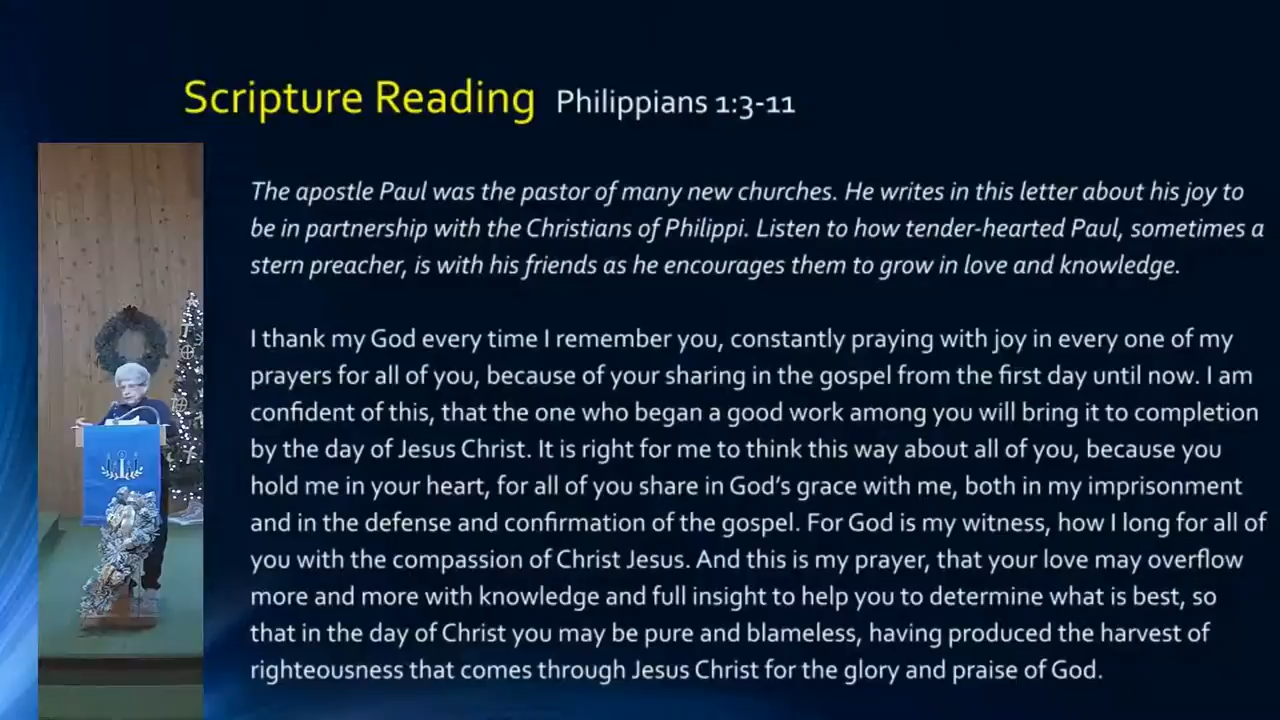 Scripture Reading Philippians 1:3-11
The apostle Paul was the pastor of many new churches. He writes in this letter about his joy to
be in partnership with the Christians of Philippi. Listen to how tender-hearted Paul, sometimes a
stern preacher, is with his friends as he encourages them to grow in love and knowledge.
I thank my God every time I remember you, constantly praying with joy in every one of my
prayers for all of you, because of your sharing in the gospel from the first day until now. I am
confident of this, that the one who began a good work among you will bring it to completion
by the day of Jesus Christ. It is right for me to think this way about all of you, because you
hold me in your heart, for all of you share in God’s grace with me, both in my imprisonment
and in the defense and confirmation of the gospel. For God is my witness, how I long for all of
you with the compassion of Christ Jesus. And this is my prayer, that your love may overflow
more and more with knowledge and full insight to help you to determine what is best, so
that in the day of Christ you may be pure and blameless, having produced the harvest of
righteousness that comes through Jesus Christ for the glory and praise of God.